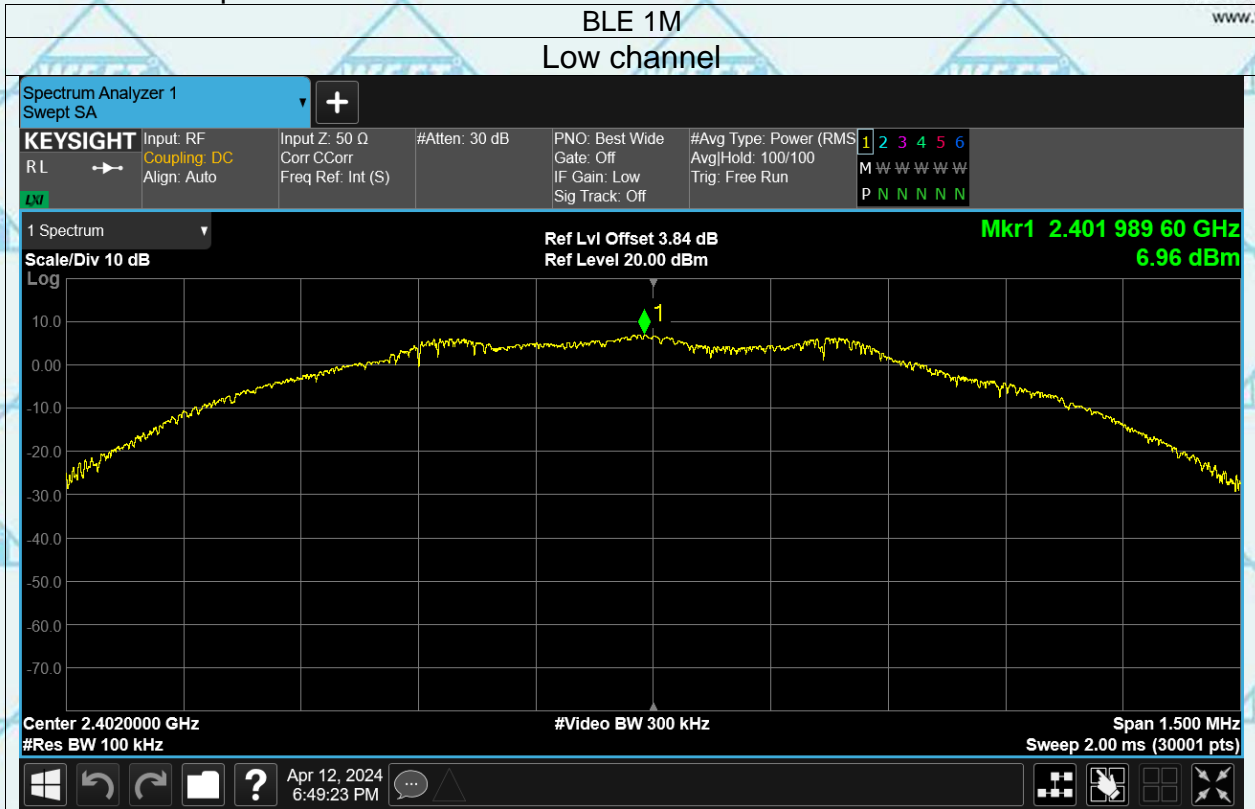 BLE 1M
www.
Low channel
Spectrum Analyzer 1
Swept SA
KEYSIGHT
R L
LXI
Input: RF
Coupling: DC
Align: Auto
Input Z: 50 Ω
Corr CCorr
Freq Ref: Int (S)
#Atten: 30 dB
PNO: Best Wide
Gate: Off
IF Gain: Low
Sig Track: Off
#Avg Type: Power (RMS
Avg|Hold: 100/100
Trig: Free Run
1 2 3 4 5 6
M W W W W W
P N N N N N
1 Spectrum
Scale/Div 10 dB
Log
Ref Lvl Offset 3.84 dB
Ref Level 20.00 dBm
Mkr1 2.401 989 60 GHz
6.96 dBm
1
10.0
0.00
-10.0
-20.0
-30.0
-40.0
-50.0
-60.0
-70.0
Center 2.4020000 GHz
#Res BW 100 kHz
#Video BW 300 kHz
Span 1.500 MHz
Sweep 2.00 ms (30001 pts)
?
Apr 12, 2024
6:49:23 PM